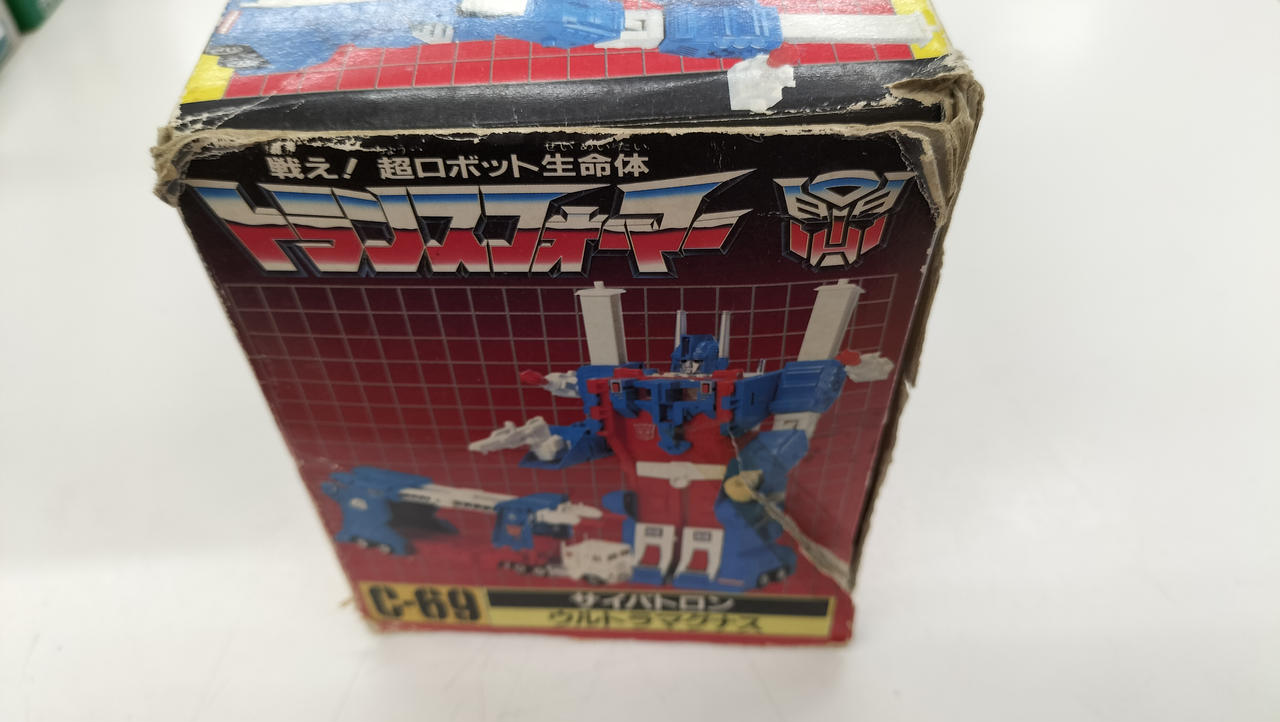 戦え! 超ロボット生命体
トランスフォーマー
C-69
サイバトロン
ウルトラマグナス